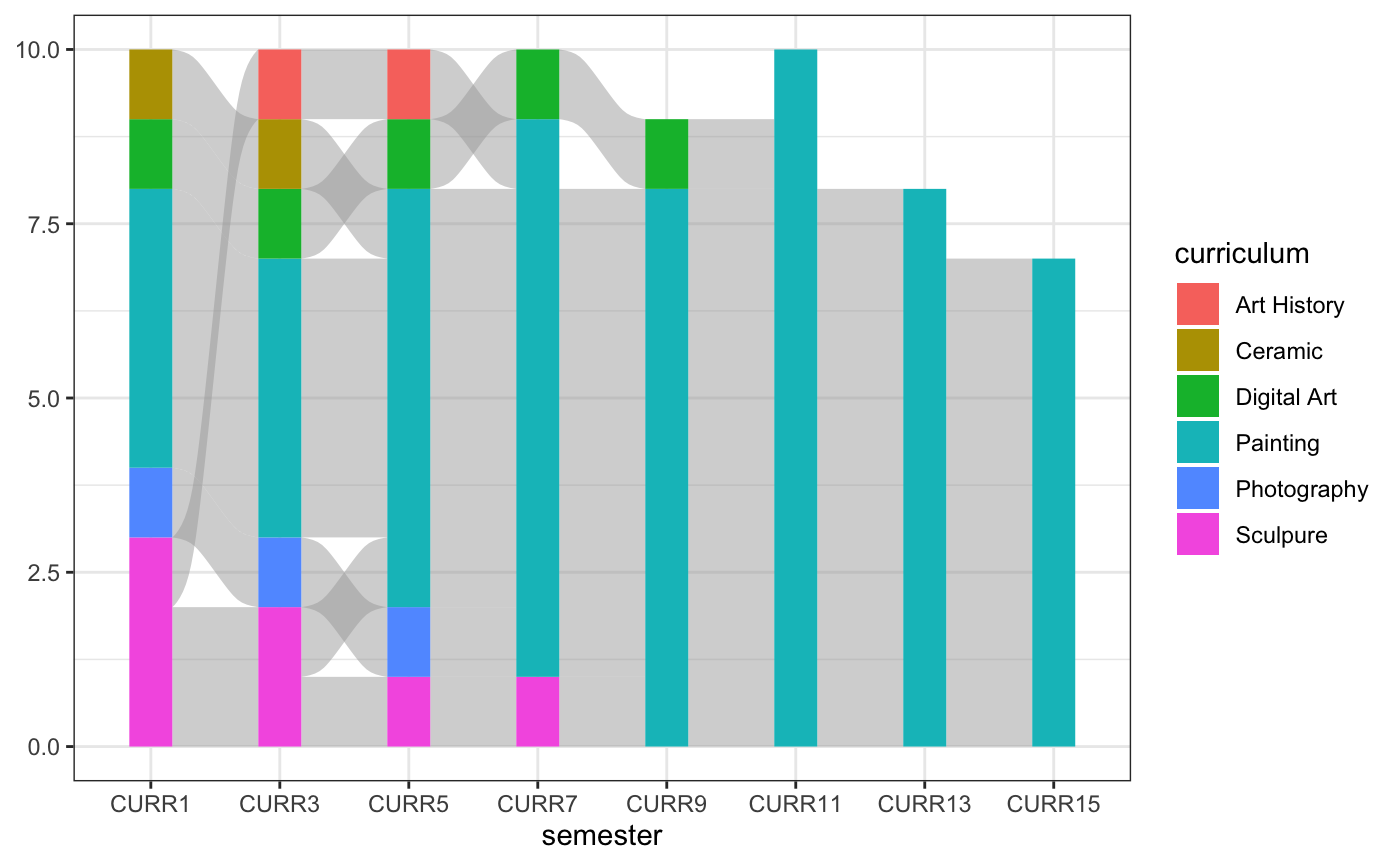 10.0
7.5
5.0
2.5
0.0
CURR1 CURR3 CURR5 CURR7 CURR9 CURR11 CURR13 CURR15
semester
curriculum
Art History
Ceramic
Digital Art
Painting
Photography
Sculpure